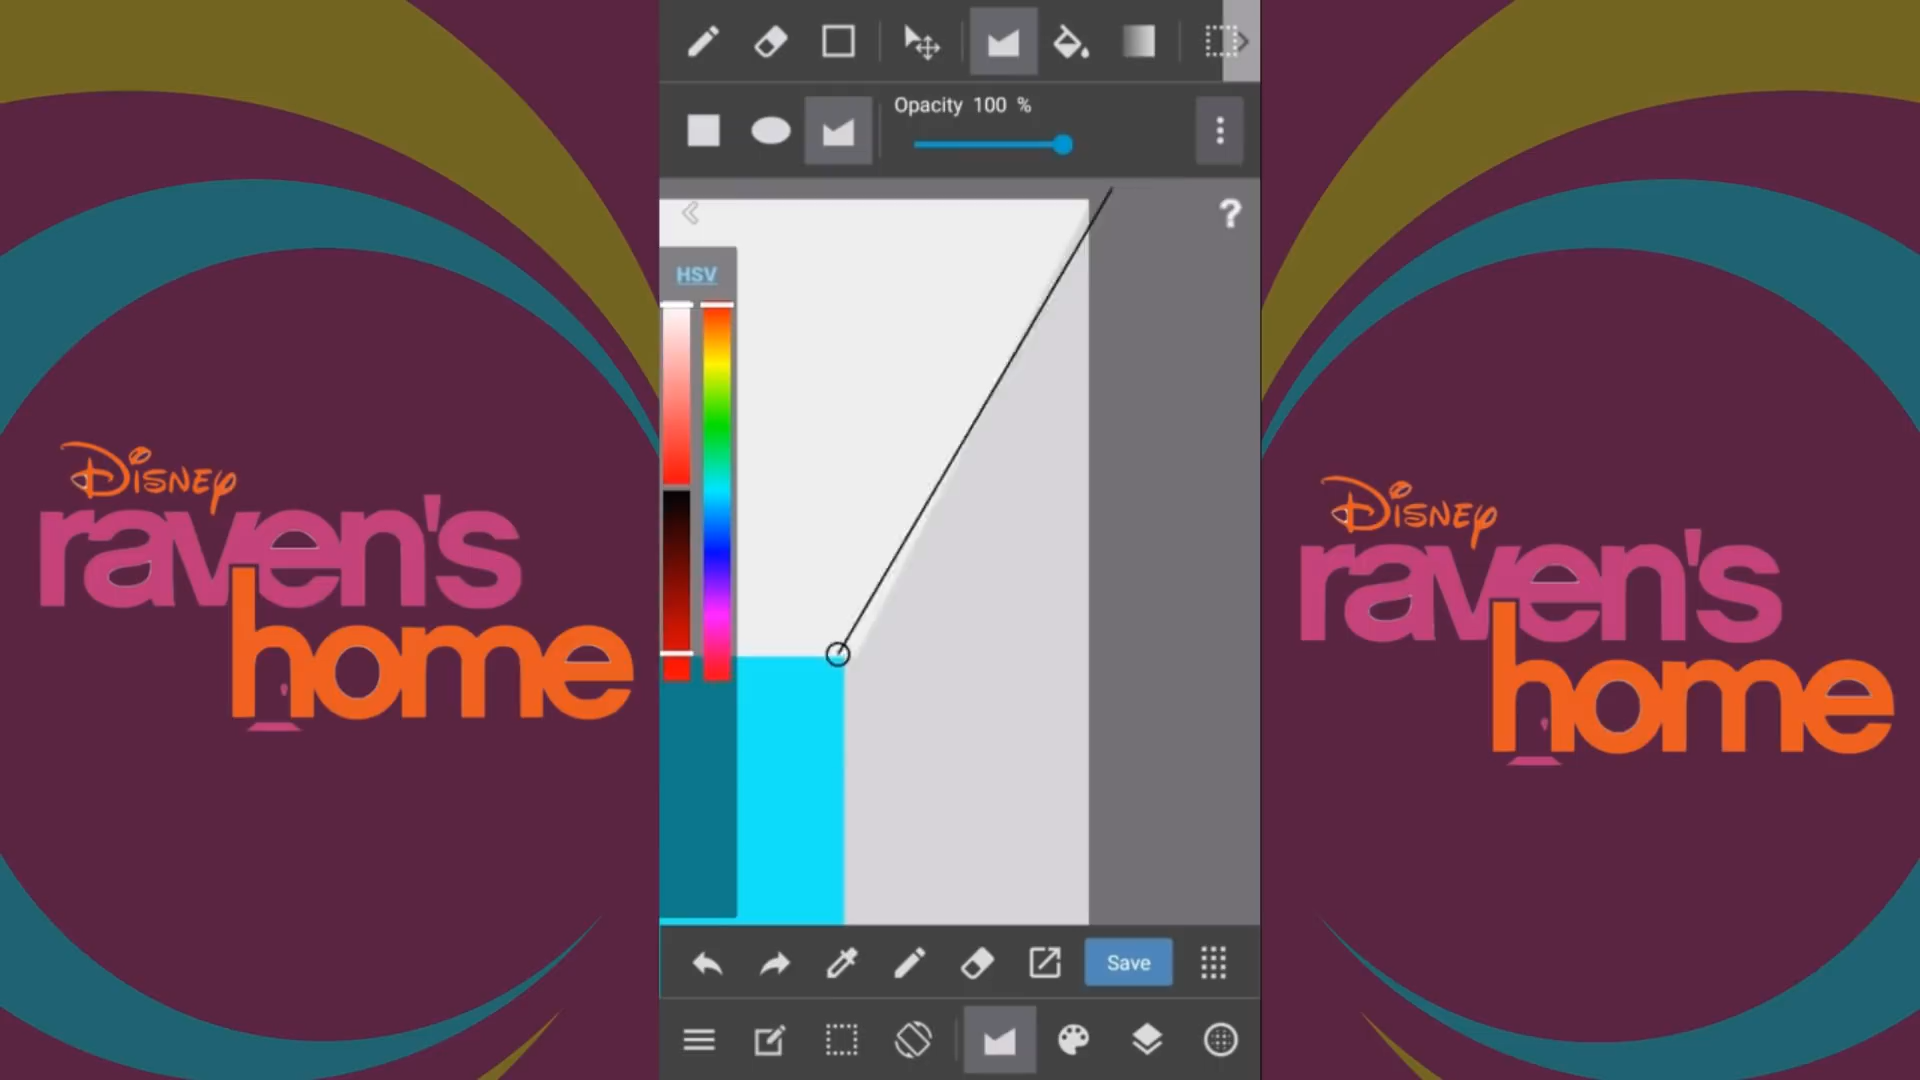 Opacity 100 %
?
HSV
DISNEY
raven's
home
DISNEY
raven's
home
Save